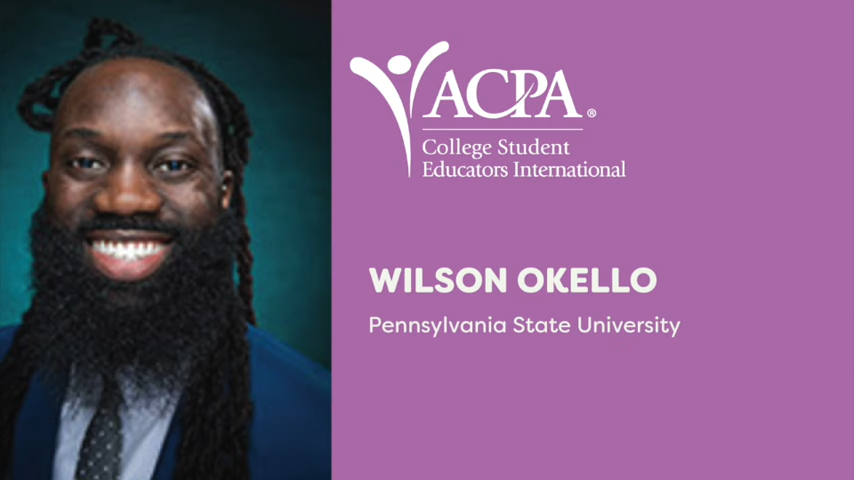 ACPA®
College Student
Educators International
WILSON OKELLO
Pennsylvania State University